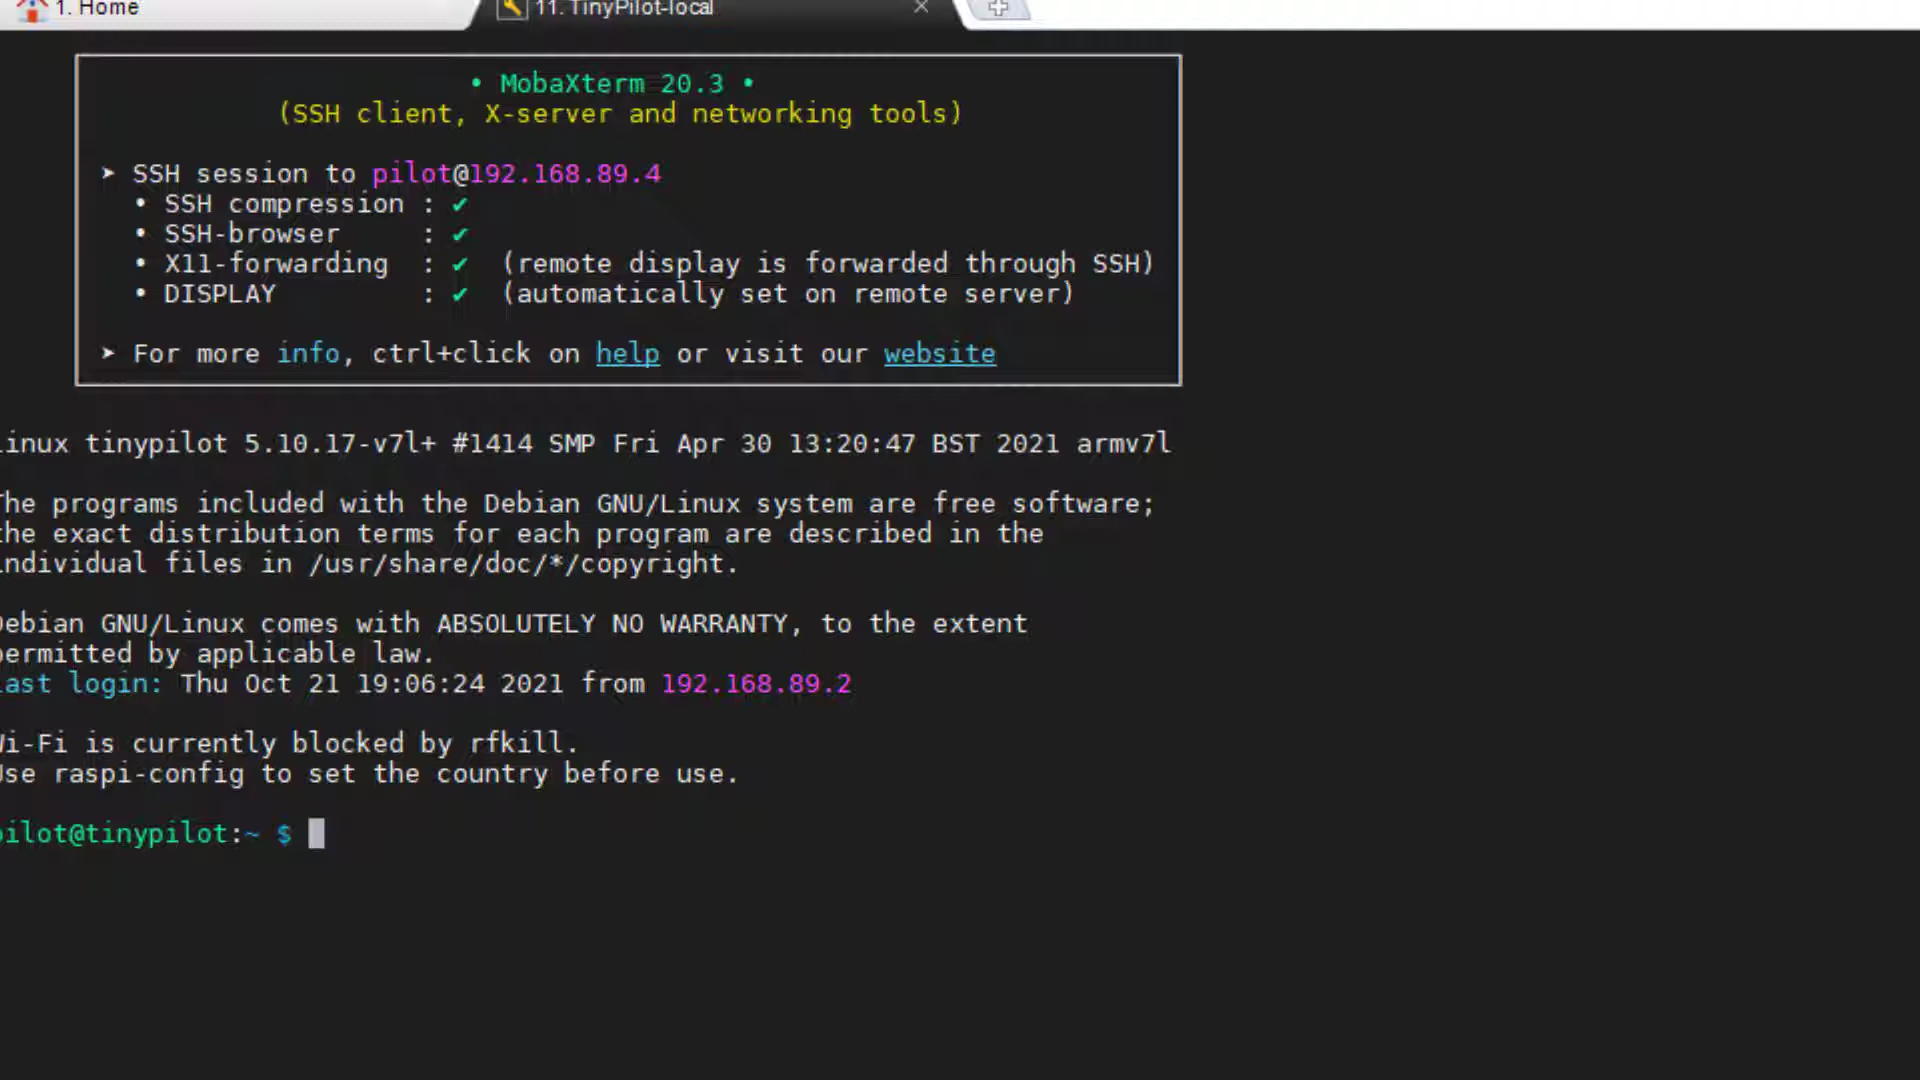 1. Home
11. TinyPilot-local
• MobaXterm 20.3 •
(SSH client, X-server and networking tools)
➤ SSH session to pilot@192.168.89.4
• SSH compression : ✔
• SSH-browser : ✔
• X11-forwarding : ✔ (remote display is forwarded through SSH)
• DISPLAY : ✔ (automatically set on remote server)
➤ For more info, ctrl+click on help or visit our website
inux tinypilot 5.10.17-v7l+ #1414 SMP Fri Apr 30 13:20:47 BST 2021 armv7l
The programs included with the Debian GNU/Linux system are free software;
the exact distribution terms for each program are described in the
individual files in /usr/share/doc/*/copyright.
Debian GNU/Linux comes with ABSOLUTELY NO WARRANTY, to the extent
permitted by applicable law.
Last login: Thu Oct 21 19:06:24 2021 from 192.168.89.2
Wi-Fi is currently blocked by rfkill.
Use raspi-config to set the country before use.
pilot@tinypilot:~ $